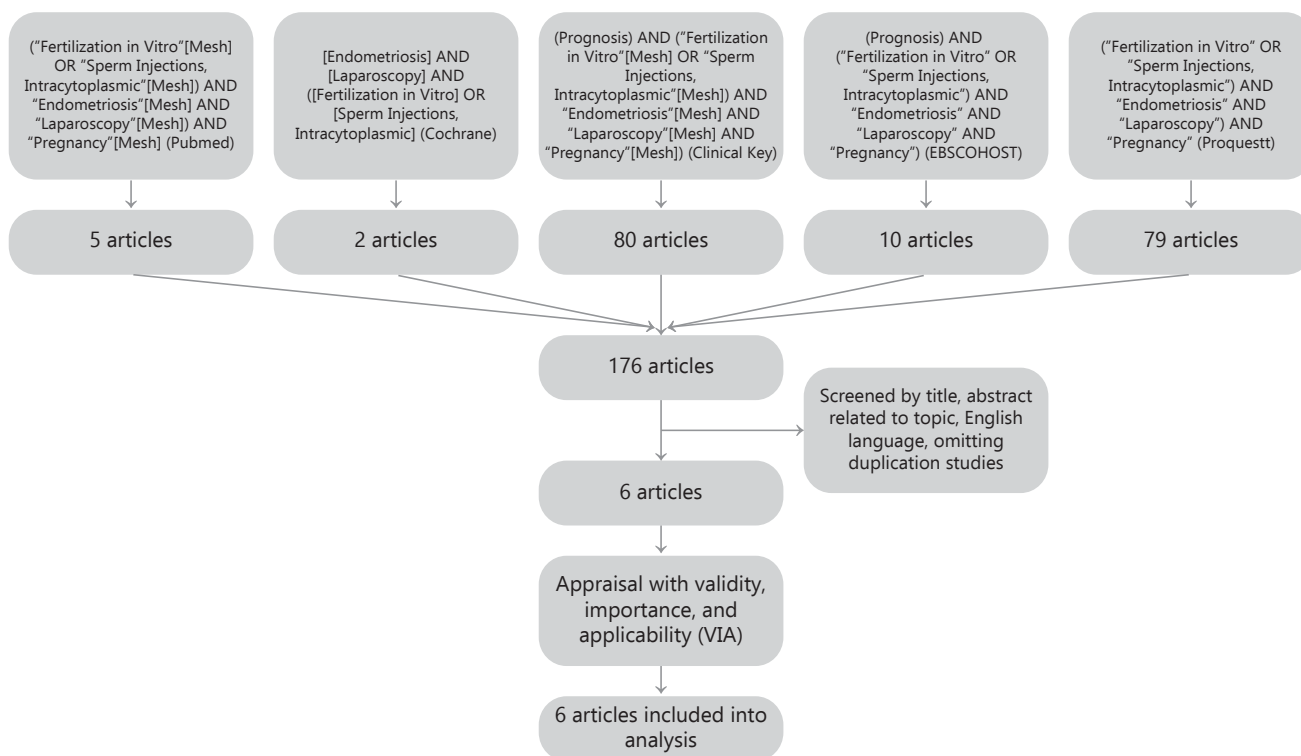 ("Fertilization in Vitro"[Mesh]
OR "Sperm Injections,
Intracytoplasmic"[Mesh]) AND
"Endometriosis"[Mesh] AND
"Laparoscopy"[Mesh]) AND
"Pregnancy"[Mesh] (Pubmed)
[Endometriosis] AND
[Laparoscopy] AND
([Fertilization in Vitro] OR
[Sperm Injections,
Intracytoplasmic] (Cochrane)
(Prognosis) AND ("Fertilization
in Vitro"[Mesh] OR "Sperm
Injections,
Intracytoplasmic"[Mesh]) AND
"Endometriosis"[Mesh] AND
"Laparoscopy"[Mesh] AND
"Pregnancy"[Mesh]) (Clinical Key)
(Prognosis) AND
("Fertilization in Vitro" OR
"Sperm Injections,
Intracytoplasmic") AND
"Endometriosis" AND
"Laparoscopy" AND
"Pregnancy") (EBSCOHOST)
("Fertilization in Vitro" OR
"Sperm Injections,
Intracytoplasmic") AND
"Endometriosis" AND
"Laparoscopy") AND
"Pregnancy" (Proquestt)
5 articles
2 articles
80 articles
10 articles
79 articles
176 articles
Screened by title, abstract
related to topic, English
language, omitting
duplication studies
6 articles
Appraisal with validity,
importance, and
applicability (VIA)
6 articles included into
analysis